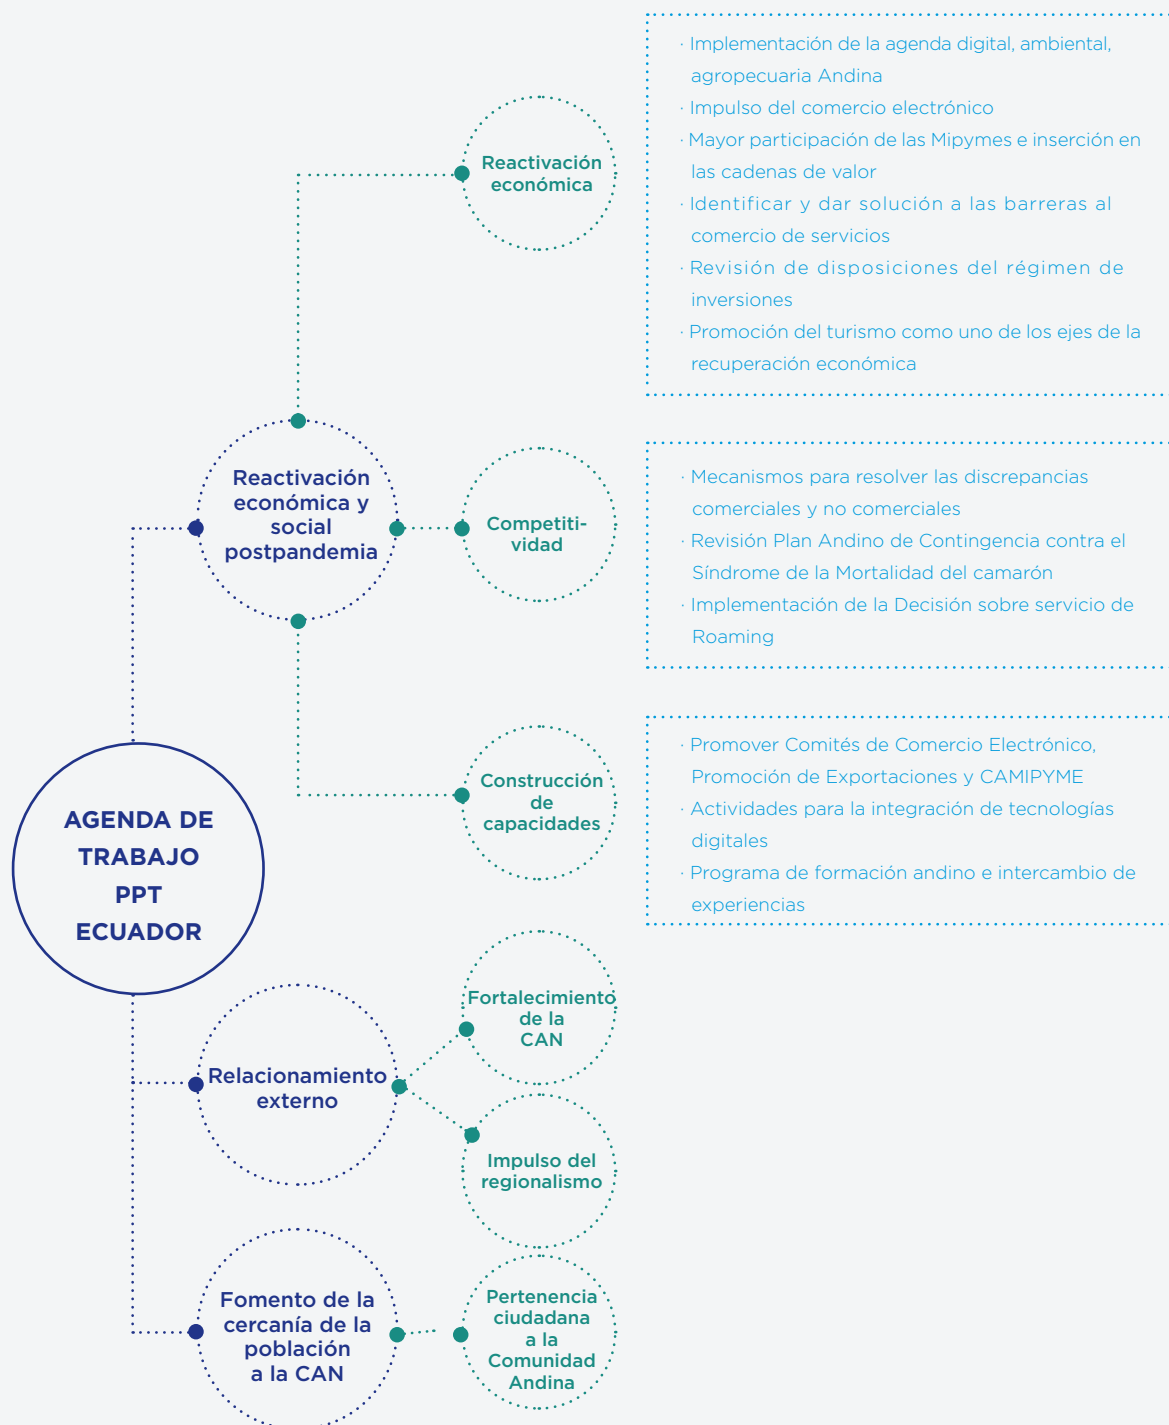 AGENDA DE
TRABAJO
PPT
ECUADOR
Reactivación
económica y
social
postpandemia
Reactivación
económica
· Implementación de la agenda digital, ambiental,
agropecuaria Andina
· Impulso del comercio electrónico
· Mayor participación de las Mipymes e inserción en
las cadenas de valor
· Identificar y dar solución a las barreras al
comercio de servicios
· Revisión de disposiciones del régimen de
inversiones
· Promoción del turismo como uno de los ejes de la
recuperación económica
Competiti-
vidad
· Mecanismos para resolver las discrepancias
comerciales y no comerciales
· Revisión Plan Andino de Contingencia contra el
Síndrome de la Mortalidad del camarón
· Implementación de la Decisión sobre servicio de
Roaming
Construcción
de
capacidades
· Promover Comités de Comercio Electrónico,
Promoción de Exportaciones y CAMIPYME
· Actividades para la integración de tecnologías
digitales
· Programa de formación andino e intercambio de
experiencias
Relacionamiento
externo
Fortalecimiento
de la
CAN
Impulso del
regionalismo
Fomento de la
cercanía de la
población
a la CAN
Pertenencia
ciudadana
a la
Comunidad
Andina